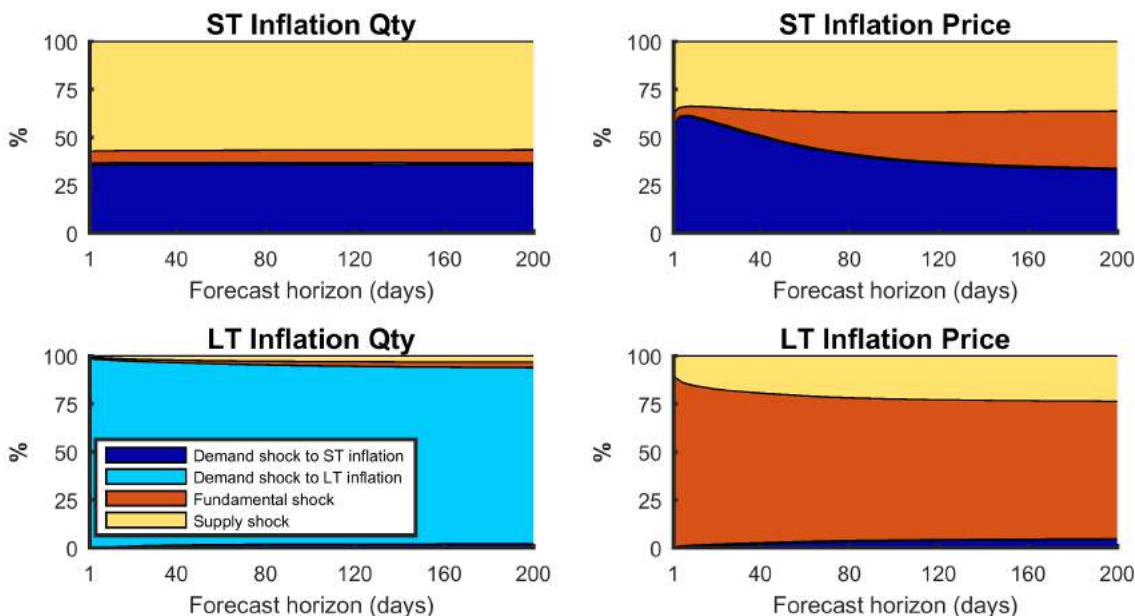 ST Inflation Qty
100
75
50
25
0
%
1 40 80 120 160 200
Forecast horizon (days)
ST Inflation Price
100
75
50
25
0
%
1 40 80 120 160 200
Forecast horizon (days)
LT Inflation Qty
100
75
50
25
0
%
Demand shock to ST inflation
Demand shock to LT inflation
Fundamental shock
Supply shock
1 40 80 120 160 200
Forecast horizon (days)
LT Inflation Price
100
75
50
25
0
%
1 40 80 120 160 200
Forecast horizon (days)